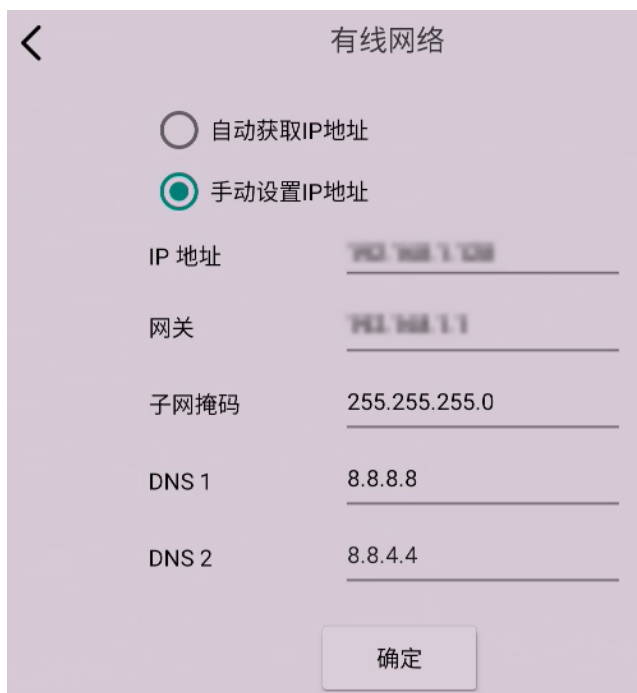 有线网络
自动获取IP地址
手动设置IP地址
IP 地址
网关
子网掩码 255.255.255.0
DNS 1 8.8.8.8
DNS 2 8.8.4.4
确定